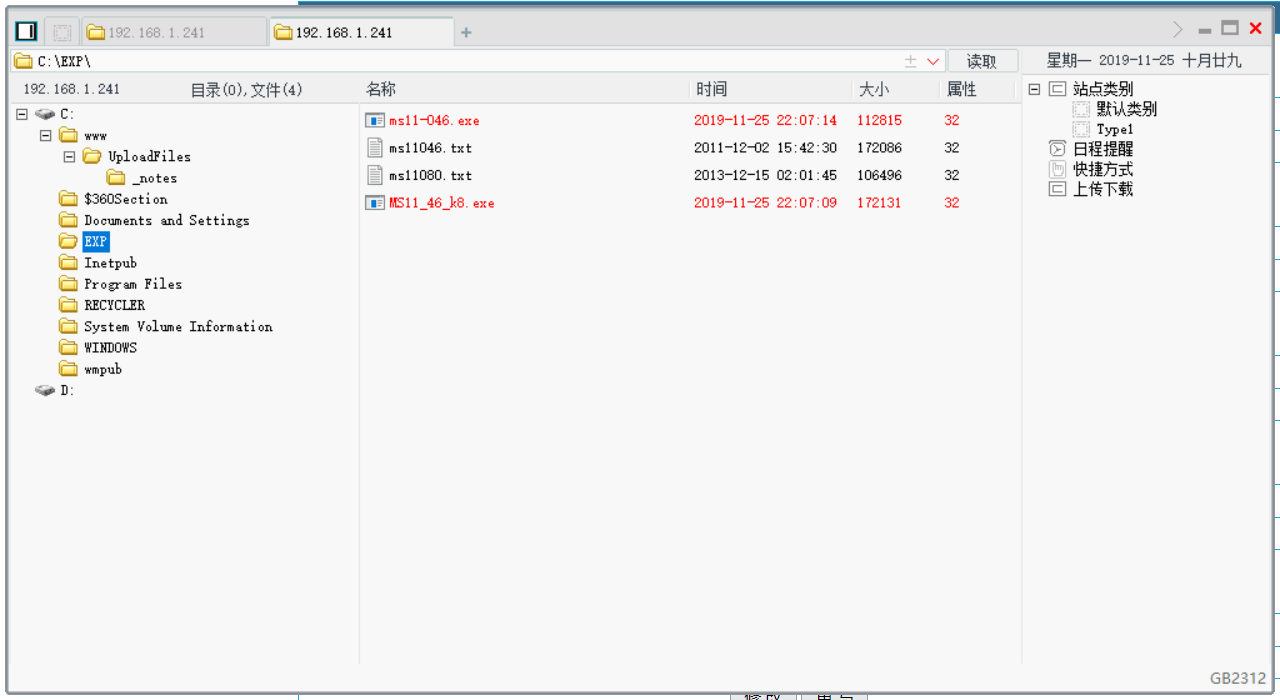 192.168.1.241
192.168.1.241
+
C:\EXP\
读取
星期一 2019-11-25 十月廿九
192.168.1.241 目录(0),文件(4)
名称 时间 大小 属性
C:
www
UploadFiles
_notes
$360Section
Documents and Settings
EXP
Inetpub
Program Files
RECYCLER
System Volume Information
WINDOWS
wmpub
D:
ms11-046.exe 2019-11-25 22:07:14 112815 32
ms11046.txt 2011-12-02 15:42:30 172086 32
ms11080.txt 2013-12-15 02:01:45 106496 32
MS11_46_k8.exe 2019-11-25 22:07:09 172131 32
站点类别
默认类别
Type1
日程提醒
快捷方式
上传下载
GB2312